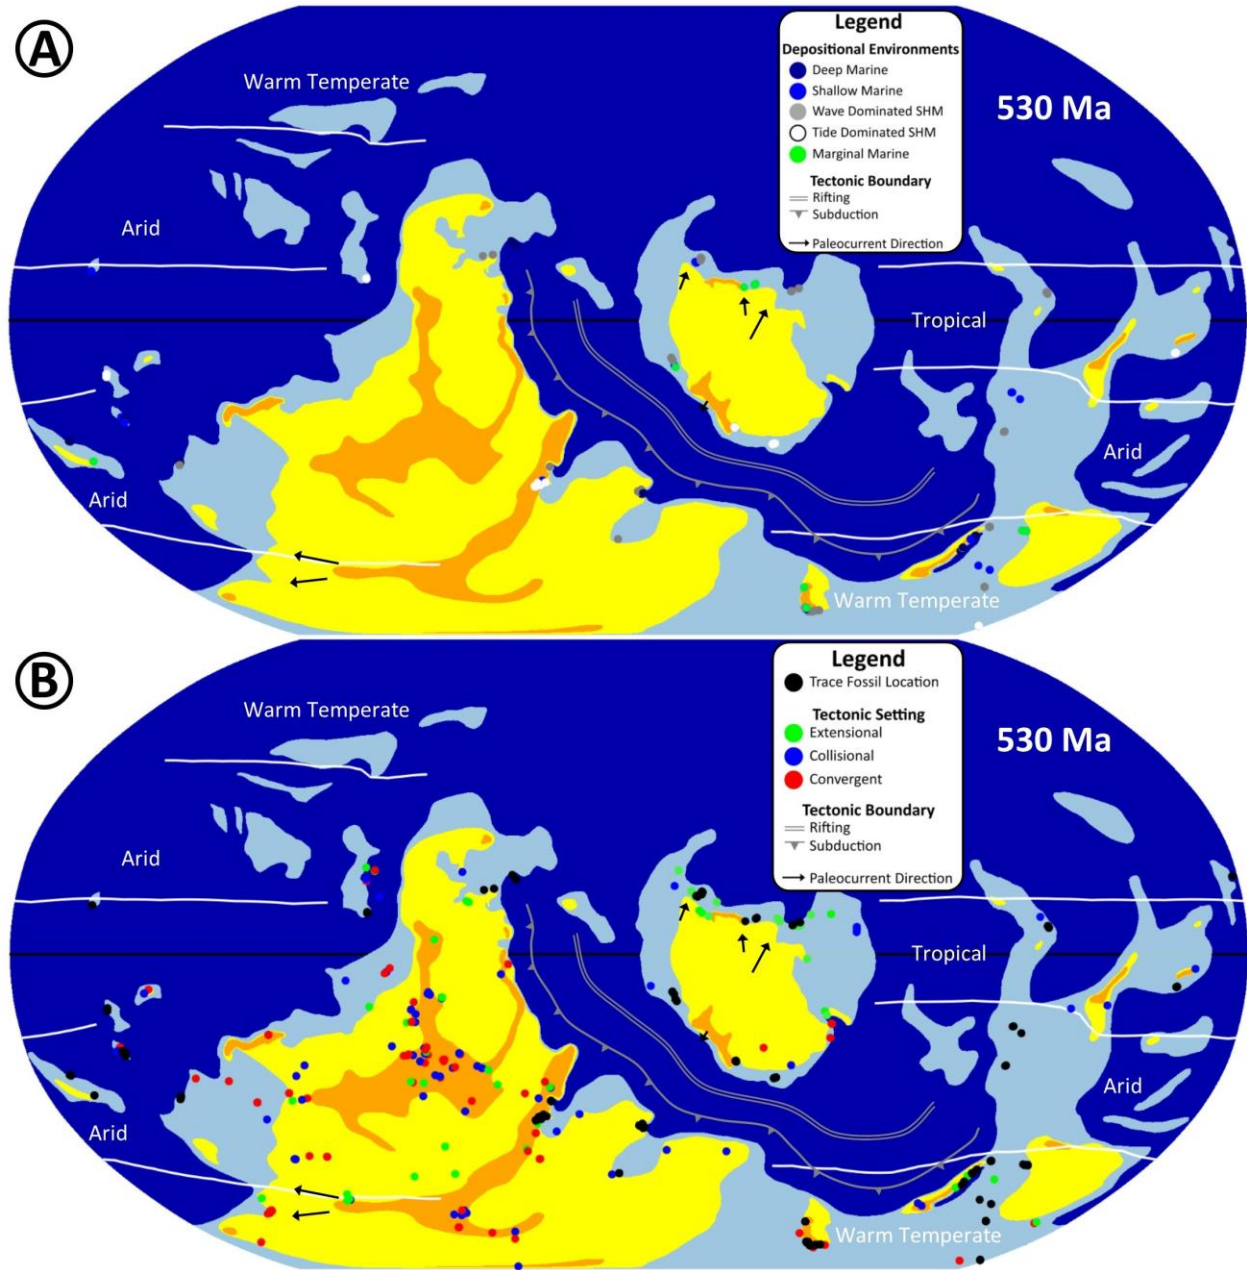 A
Warm Temperate
Legend
Depositional Environments
Deep Marine
Shallow Marine
Wave Dominated SHM
Tide Dominated SHM
Marginal Marine
Tectonic Boundary
Rifting
Subduction
Paleocurrent Direction
530 Ma
Arid
Tropical
Arid
Arid
Warm Temperate
B
Warm Temperate
Legend
Trace Fossil Location
Tectonic Setting
Extensional
Collisional
Convergent
Tectonic Boundary
Rifting
Subduction
Paleocurrent Direction
530 Ma
Arid
Tropical
Arid
Arid
Warm Temperate